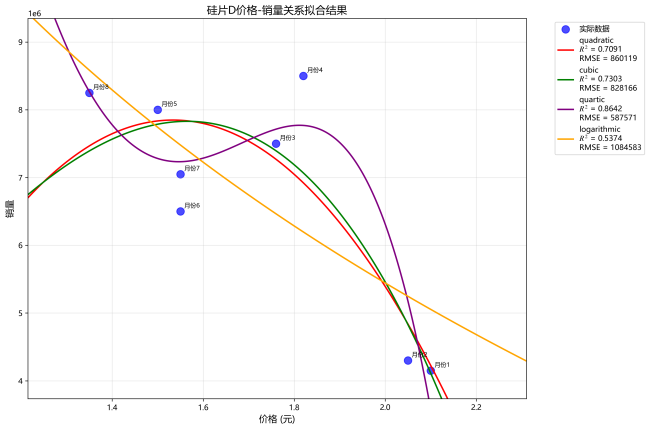 硅片D价格-销量关系拟合结果
1e6
9
8
7
6
5
4
销量
1.4
1.6
1.8
2.0
2.2
价格 (元)
月份8
月份5
月份4
月份3
月份7
月份6
月份2
月份1
实际数据
quadratic
R² = 0.7091
RMSE = 860119
cubic
R² = 0.7303
RMSE = 828166
quartic
R² = 0.8642
RMSE = 587571
logarithmic
R² = 0.5374
RMSE = 1084583